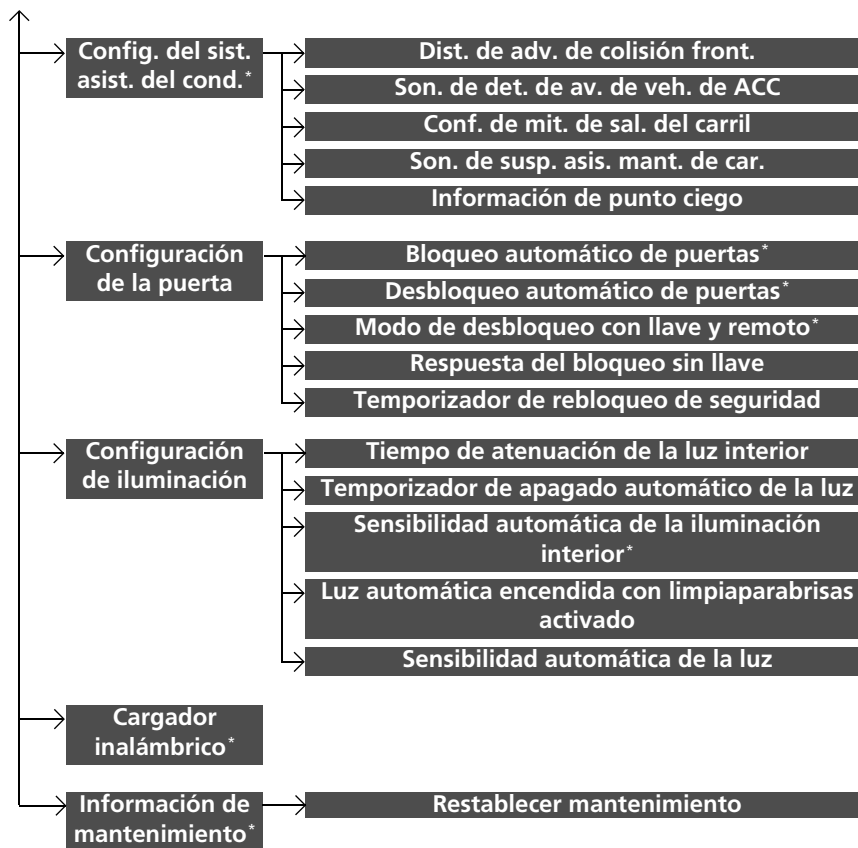 Config. del sist.
asist. del cond.*
Dist. de adv. de colisión front.
Son. de det. de av. de veh. de ACC
Conf. de mit. de sal. del carril
Son. de susp. asis. mant. de car.
Información de punto ciego
Configuración
de la puerta
Bloqueo automático de puertas*
Desbloqueo automático de puertas*
Modo de desbloqueo con llave y remoto*
Respuesta del bloqueo sin llave
Temporizador de rebloqueo de seguridad
Configuración
de iluminación
Tiempo de atenuación de la luz interior
Temporizador de apagado automático de la luz
Sensibilidad automática de la iluminación
interior*
Luz automática encendida con limpiaparabrisas
activado
Sensibilidad automática de la luz
Cargador
inalámbrico*
Información de
mantenimiento*
Restablecer mantenimiento